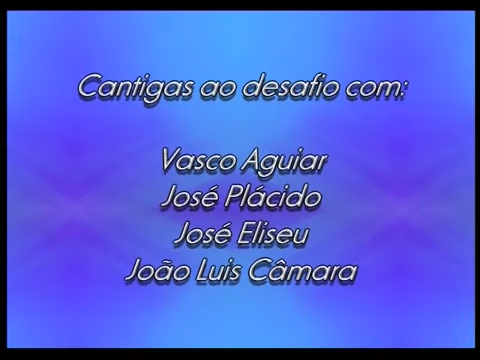 Cantigas ao desafio com:
Vasco Aguiar
José Plácido
José Eliseu
João Luis Câmara